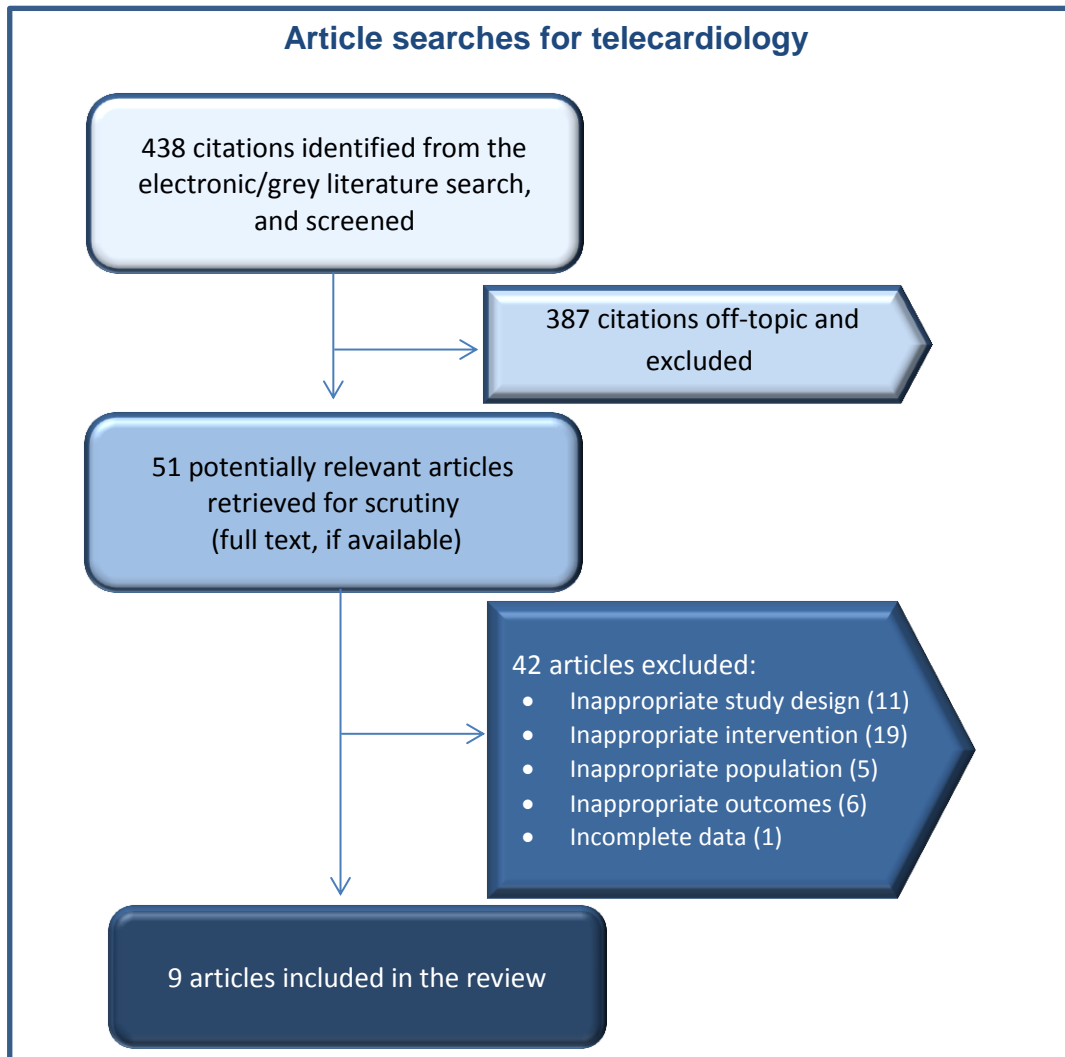 Article searches for telecardiology
438 citations identified from the
electronic/grey literature search,
and screened
387 citations off-topic and
excluded
51 potentially relevant articles
retrieved for scrutiny
(full text, if available)
42 articles excluded:
• Inappropriate study design (11)
• Inappropriate intervention (19)
• Inappropriate population (5)
• Inappropriate outcomes (6)
• Incomplete data (1)
9 articles included in the review